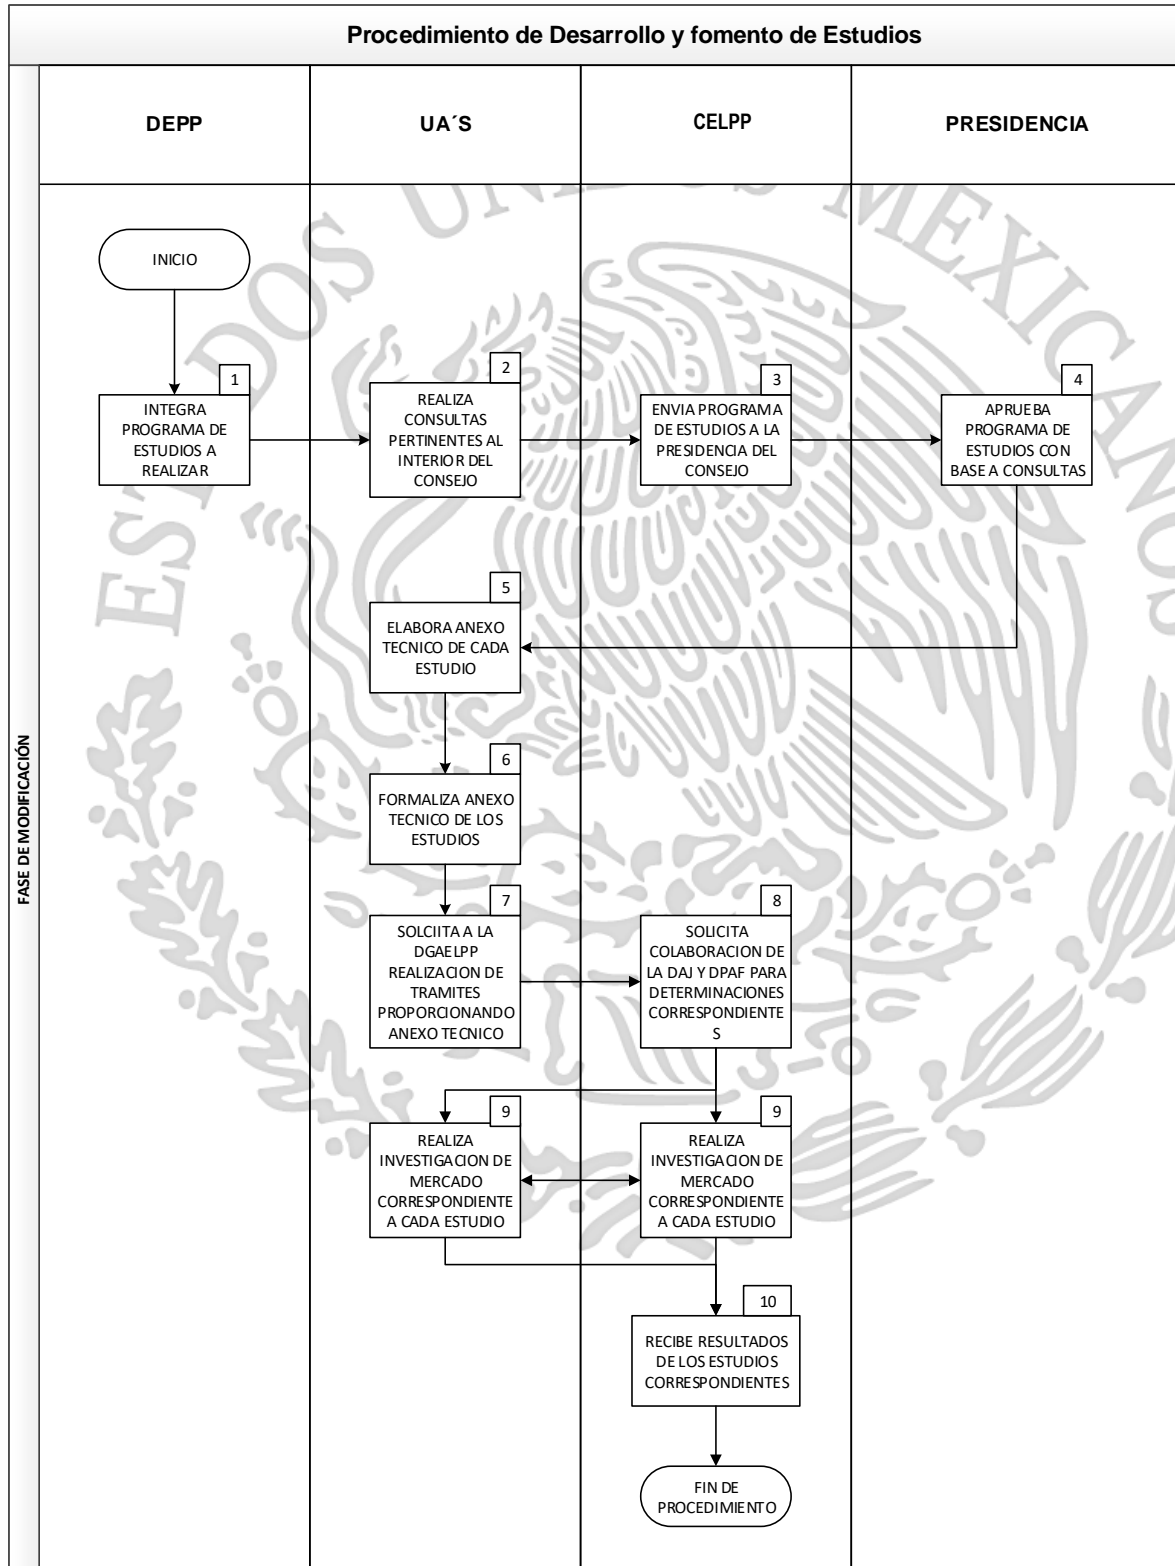 Procedimiento de Desarrollo y fomento de Estudios
DEPP
UA´S
CELPP
PRESIDENCIA
FASE DE MODIFICACIÓN
ESTADOS UNIDOS MEXICANOS
INICIO
1
INTEGRA
PROGRAMA DE
ESTUDIOS A
REALIZAR
2
REALIZA
CONSULTAS
PERTINENTES AL
INTERIOR DEL
CONSEJO
3
ENVIA PROGRAMA
DE ESTUDIOS A LA
PRESIDENCIA DEL
CONSEJO
4
APRUEBA
PROGRAMA DE
ESTUDIOS CON
BASE A CONSULTAS
5
ELABORA ANEXO
TECNICO DE CADA
ESTUDIO
6
FORMALIZA ANEXO
TECNICO DE LOS
ESTUDIOS
7
SOLCIITA A LA
DGAELPP
REALIZACION DE
TRAMITES
PROPORCIONANDO
ANEXO TECNICO
8
SOLICITA
COLABORACION DE
LA DAJ Y DPAF PARA
DETERMINACIONES
CORRESPONDIENTE
S
9
REALIZA
INVESTIGACION DE
MERCADO
CORRESPONDIENTE
A CADA ESTUDIO
9
REALIZA
INVESTIGACION DE
MERCADO
CORRESPONDIENTE
A CADA ESTUDIO
10
RECIBE RESULTADOS
DE LOS ESTUDIOS
CORRESPONDIENTES
FIN DE
PROCEDIMIENTO